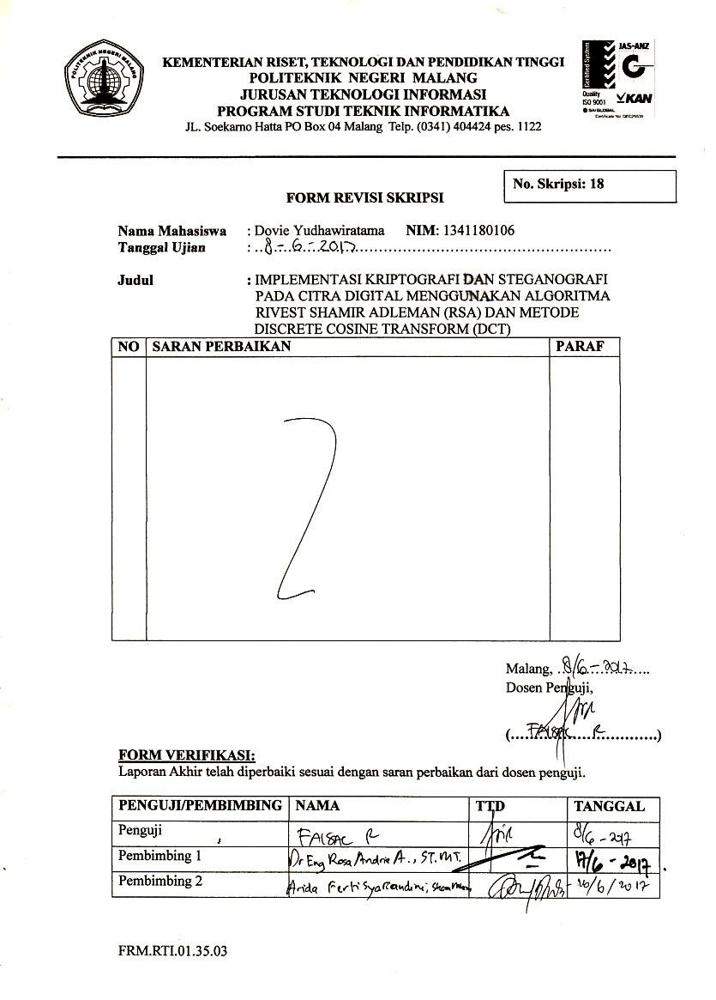 POLITEKNIK NEGERI MALANG
KEMENTERIAN RISET, TEKNOLOGI DAN PENDIDIKAN TINGGI
POLITEKNIK NEGERI MALANG
JURUSAN TEKNOLOGI INFORMASI
PROGRAM STUDI TEKNIK INFORMATIKA
JL. Soekarno Hatta PO Box 04 Malang Telp. (0341) 404424 pes. 1122
Certified System
JAS-ANZ
Quality
ISO 9001
KAN
SAI GLOBAL
No. Skripsi: 18
FORM REVISI SKRIPSI
Nama Mahasiswa : Dovie Yudhawiratama NIM: 1341180106
Tanggal Ujian : 8-6-2017
Judul : IMPLEMENTASI KRIPTOGRAFI DAN STEGANOGRAFI
PADA CITRA DIGITAL MENGGUNAKAN ALGORITMA
RIVEST SHAMIR ADLEMAN (RSA) DAN METODE
DISCRETE COSINE TRANSFORM (DCT)
NO SARAN PERBAIKAN PARAF
Malang, 8/6-2017
Dosen Penguji,
(....FAISAL R............)
FORM VERIFIKASI:
Laporan Akhir telah diperbaiki sesuai dengan saran perbaikan dari dosen penguji.
PENGUJI/PEMBIMBING NAMA TTD TANGGAL
Penguji FAISAL R 8/6-2017
Pembimbing 1 Dr Eng Rosa Andrie A., ST. MT. 17/6-2017
Pembimbing 2 Arida Ferti Syafiandini, 20/6/2017
FRM.RTI.01.35.03